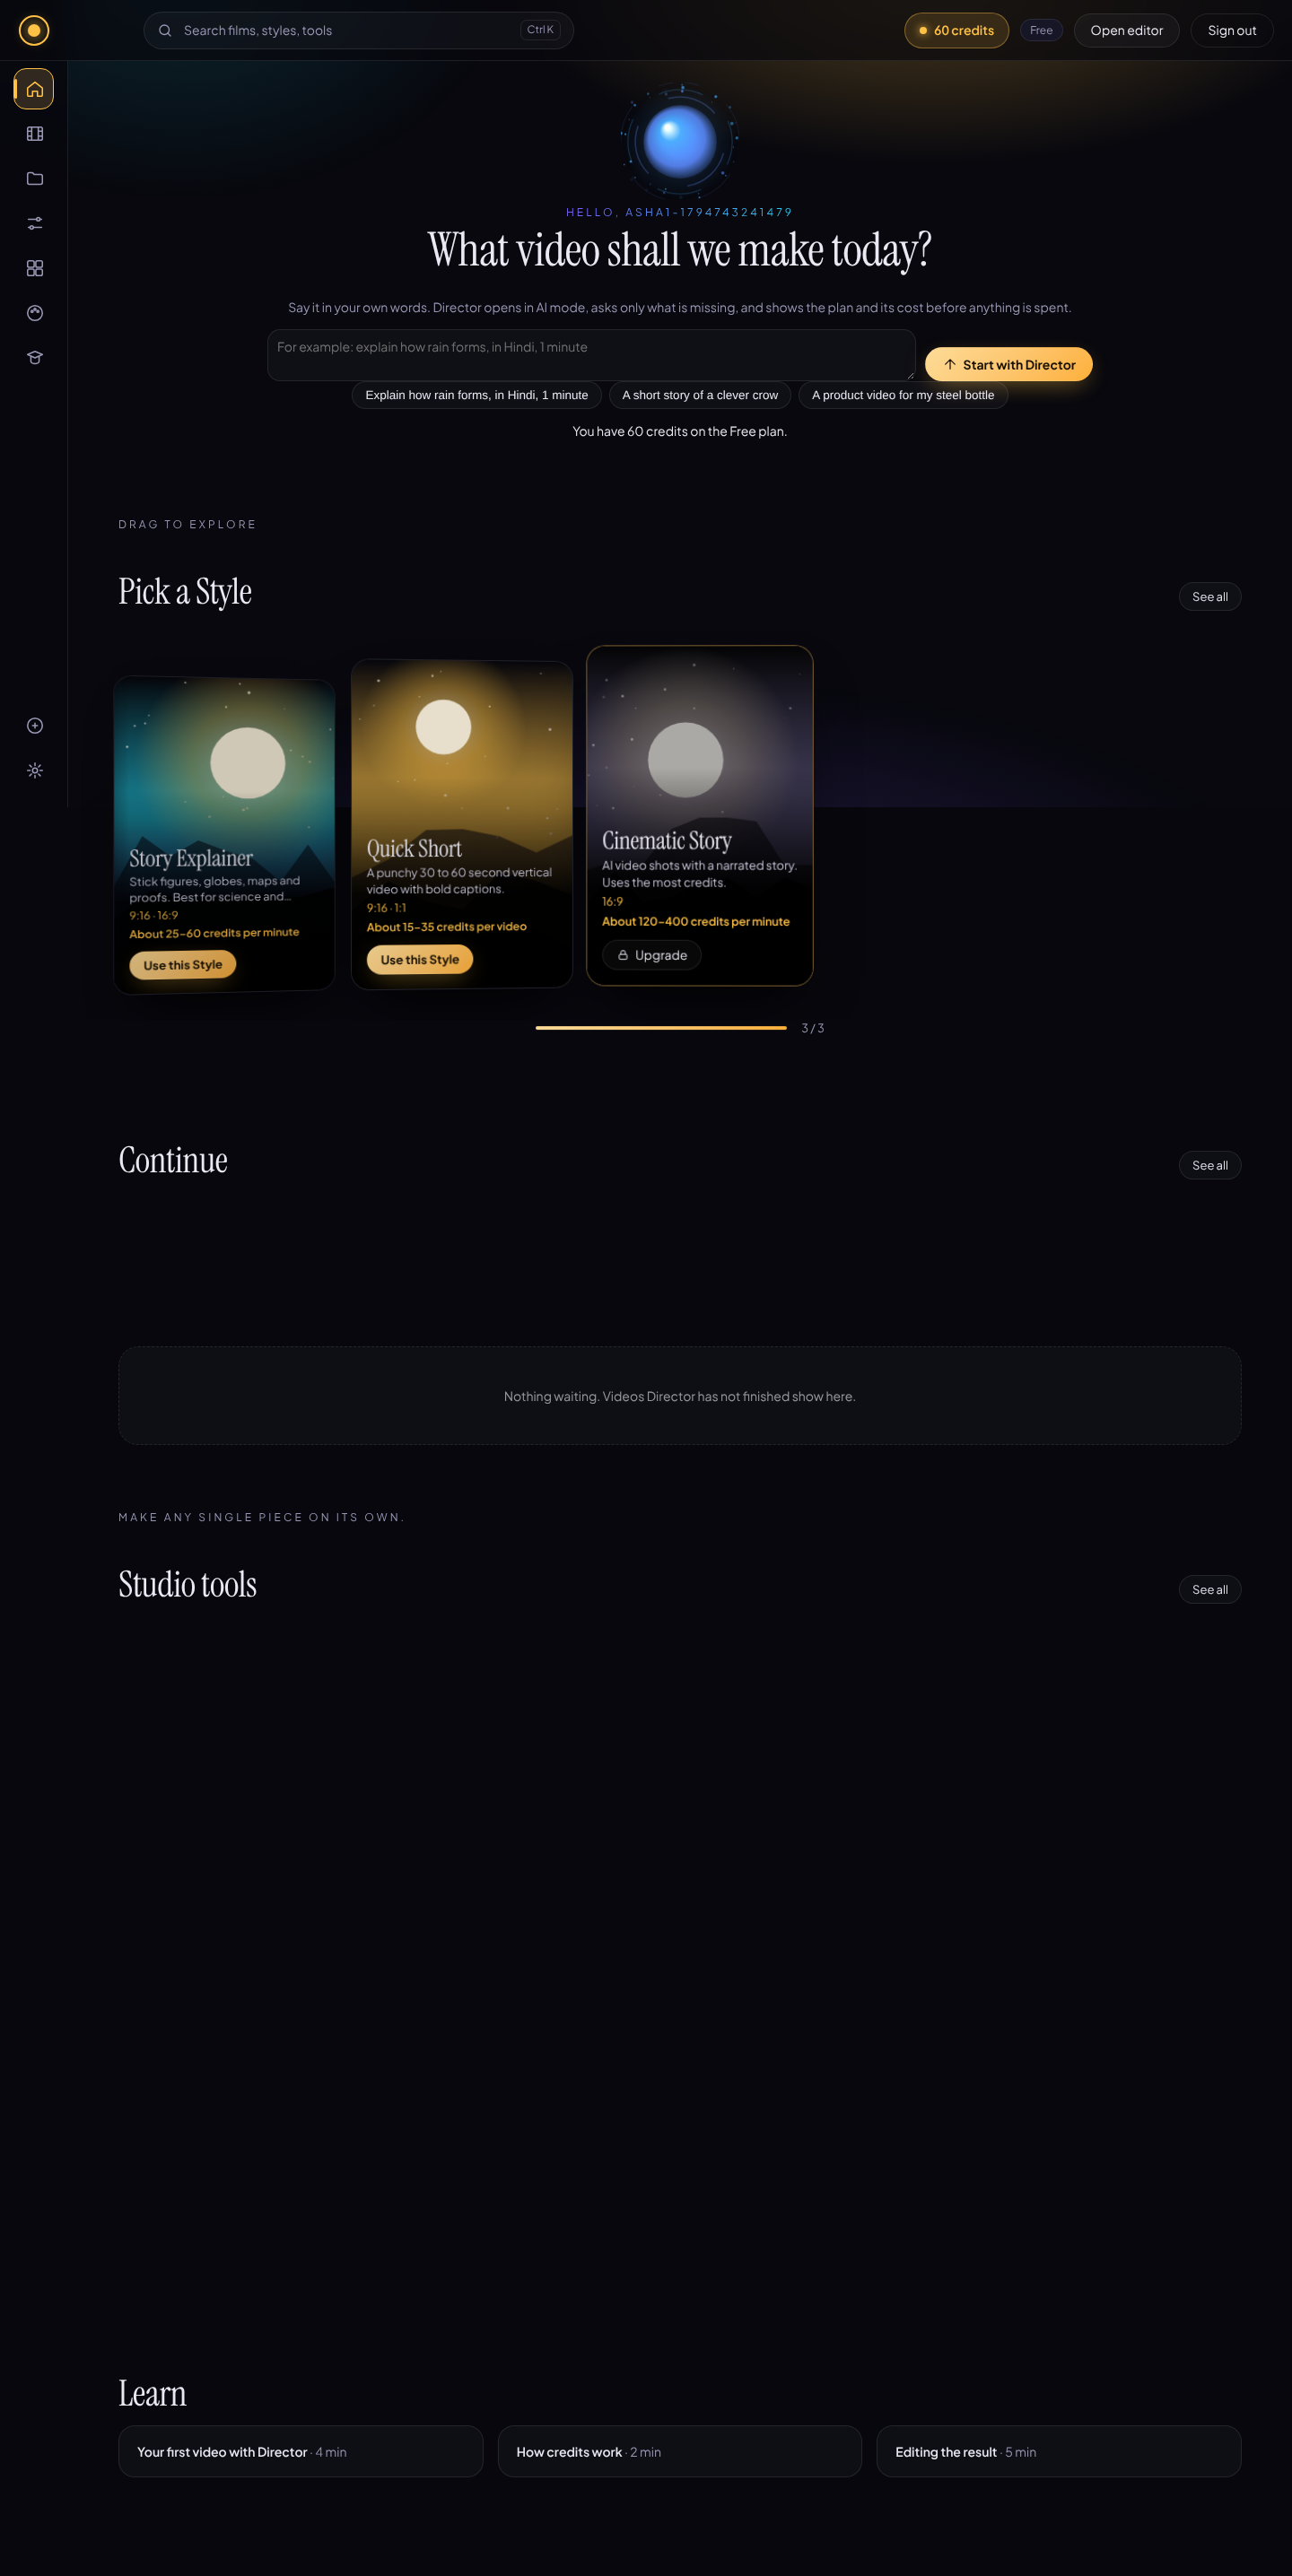 Search films, styles, tools
Ctrl K
60 credits
Free
Open editor
Sign out
HELLO, ASHA1-1794743241479
What video shall we make today?
Say it in your own words. Director opens in AI mode, asks only what is missing, and shows the plan and its cost before anything is spent.
For example: explain how rain forms, in Hindi, 1 minute
Start with Director
Explain how rain forms, in Hindi, 1 minute
A short story of a clever crow
A product video for my steel bottle
You have 60 credits on the Free plan.
DRAG TO EXPLORE
Pick a Style
See all
Story Explainer
Stick figures, globes, maps and
proofs. Best for science and...
9:16 · 16:9
About 25–60 credits per minute
Use this Style
Quick Short
A punchy 30 to 60 second vertical
video with bold captions.
9:16 · 1:1
About 15–35 credits per video
Use this Style
Cinematic Story
AI video shots with a narrated story.
Uses the most credits.
16:9
About 120–400 credits per minute
Upgrade
3 / 3
Continue
See all
Nothing waiting. Videos Director has not finished show here.
MAKE ANY SINGLE PIECE ON ITS OWN.
Studio tools
See all
Learn
Your first video with Director · 4 min
How credits work · 2 min
Editing the result · 5 min